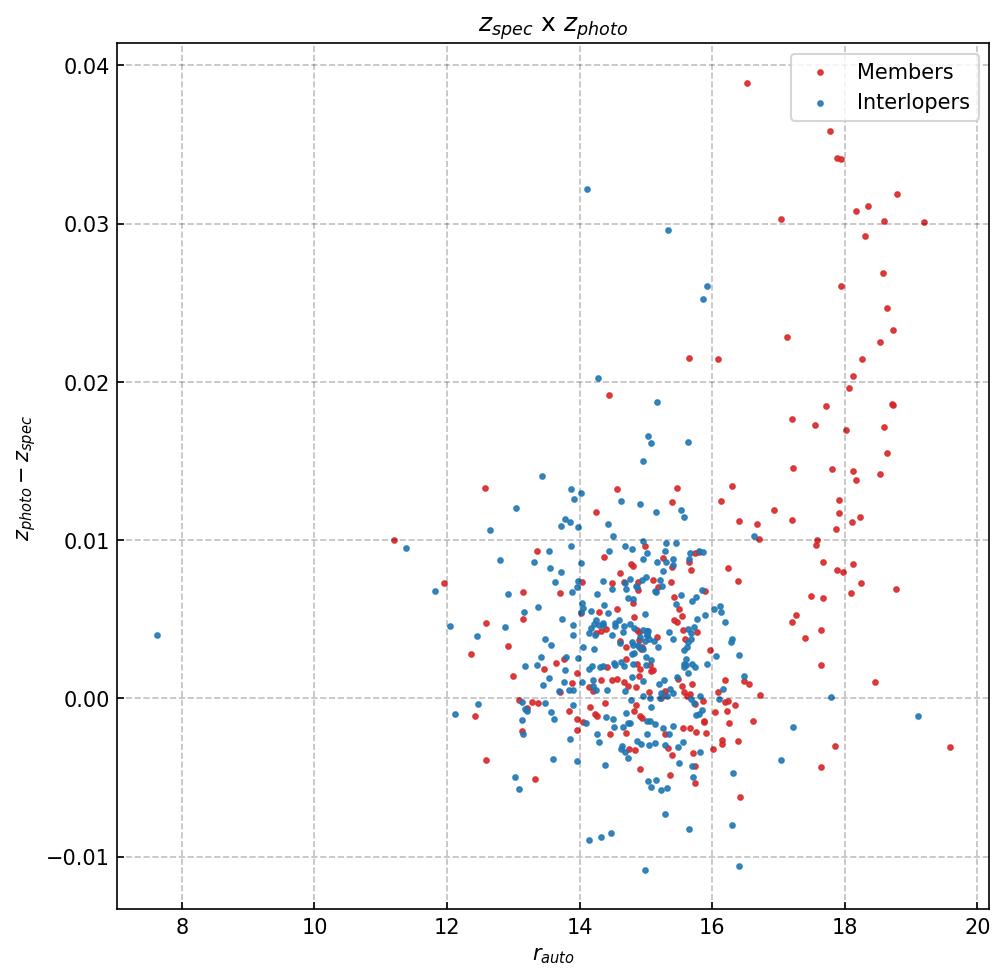 z_spec x z_photo
0.04
0.03
0.02
0.01
0.00
−0.01
z_photo − z_spec
Members
Interlopers
8 10 12 14 16 18 20
r_auto